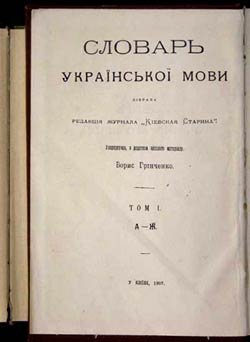 СЛОВАРЬ
УКРАЇНСЬКОЇ МОВИ
ЗІБРАЛА
РЕДАКЦІЯ ЖУРНАЛА „КІЕВСКАЯ СТАРИНА“.
Упорядкував, з додатком власного матеріалу,
Борис Грінченко.
ТОМ I.
А—Ж.
У КИЇВІ, 1907.